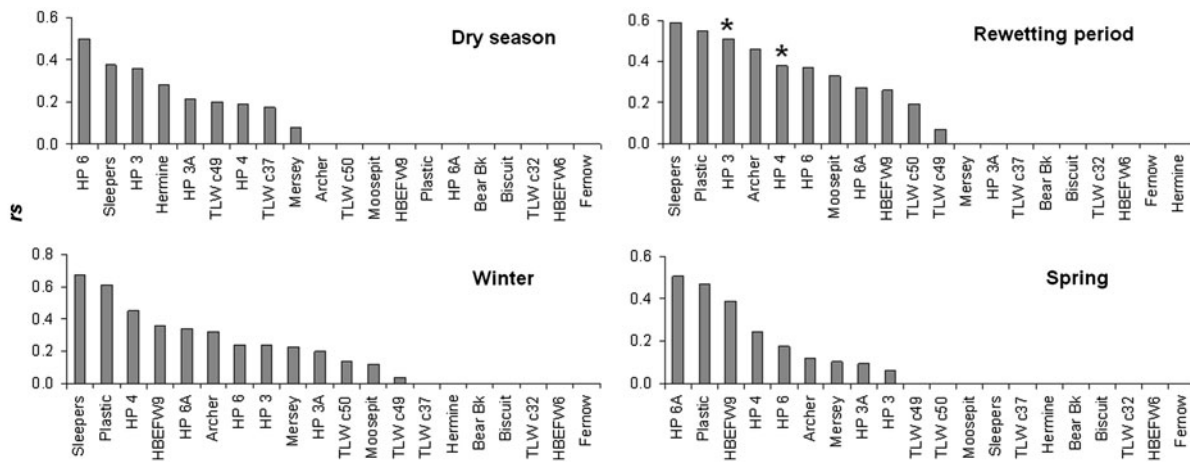 Dry season
0.6
0.4
0.2
0.0
HP 6
Sleepers
HP 3
Hermine
HP 3A
TLW c49
HP 4
TLW c37
Mersey
Archer
TLW c50
Moosepit
HBEFW9
Plastic
HP 6A
Bear Bk
Biscuit
TLW c32
HBEFW6
Fernow
Rewetting period
0.6
0.4
0.2
0.0
*
*
Sleepers
Plastic
HP 3
Archer
HP 4
HP 6
Moosepit
HP 6A
HBEFW9
TLW c50
TLW c49
Mersey
HP 3A
TLW c37
Bear Bk
Biscuit
TLW c32
HBEFW6
Fernow
Hermine
rs
Winter
0.8
0.6
0.4
0.2
0.0
Sleepers
Plastic
HP 4
HBEFW9
HP 6A
Archer
HP 6
HP 3
Mersey
HP 3A
TLW c50
Moosepit
TLW c49
TLW c37
Hermine
Bear Bk
Biscuit
TLW c32
HBEFW6
Fernow
Spring
0.6
0.4
0.2
0.0
HP 6A
Plastic
HBEFW9
HP 4
HP 6
Archer
Mersey
HP 3A
HP 3
TLW c49
TLW c50
Moosepit
Sleepers
TLW c37
Hermine
Bear Bk
Biscuit
TLW c32
HBEFW6
Fernow